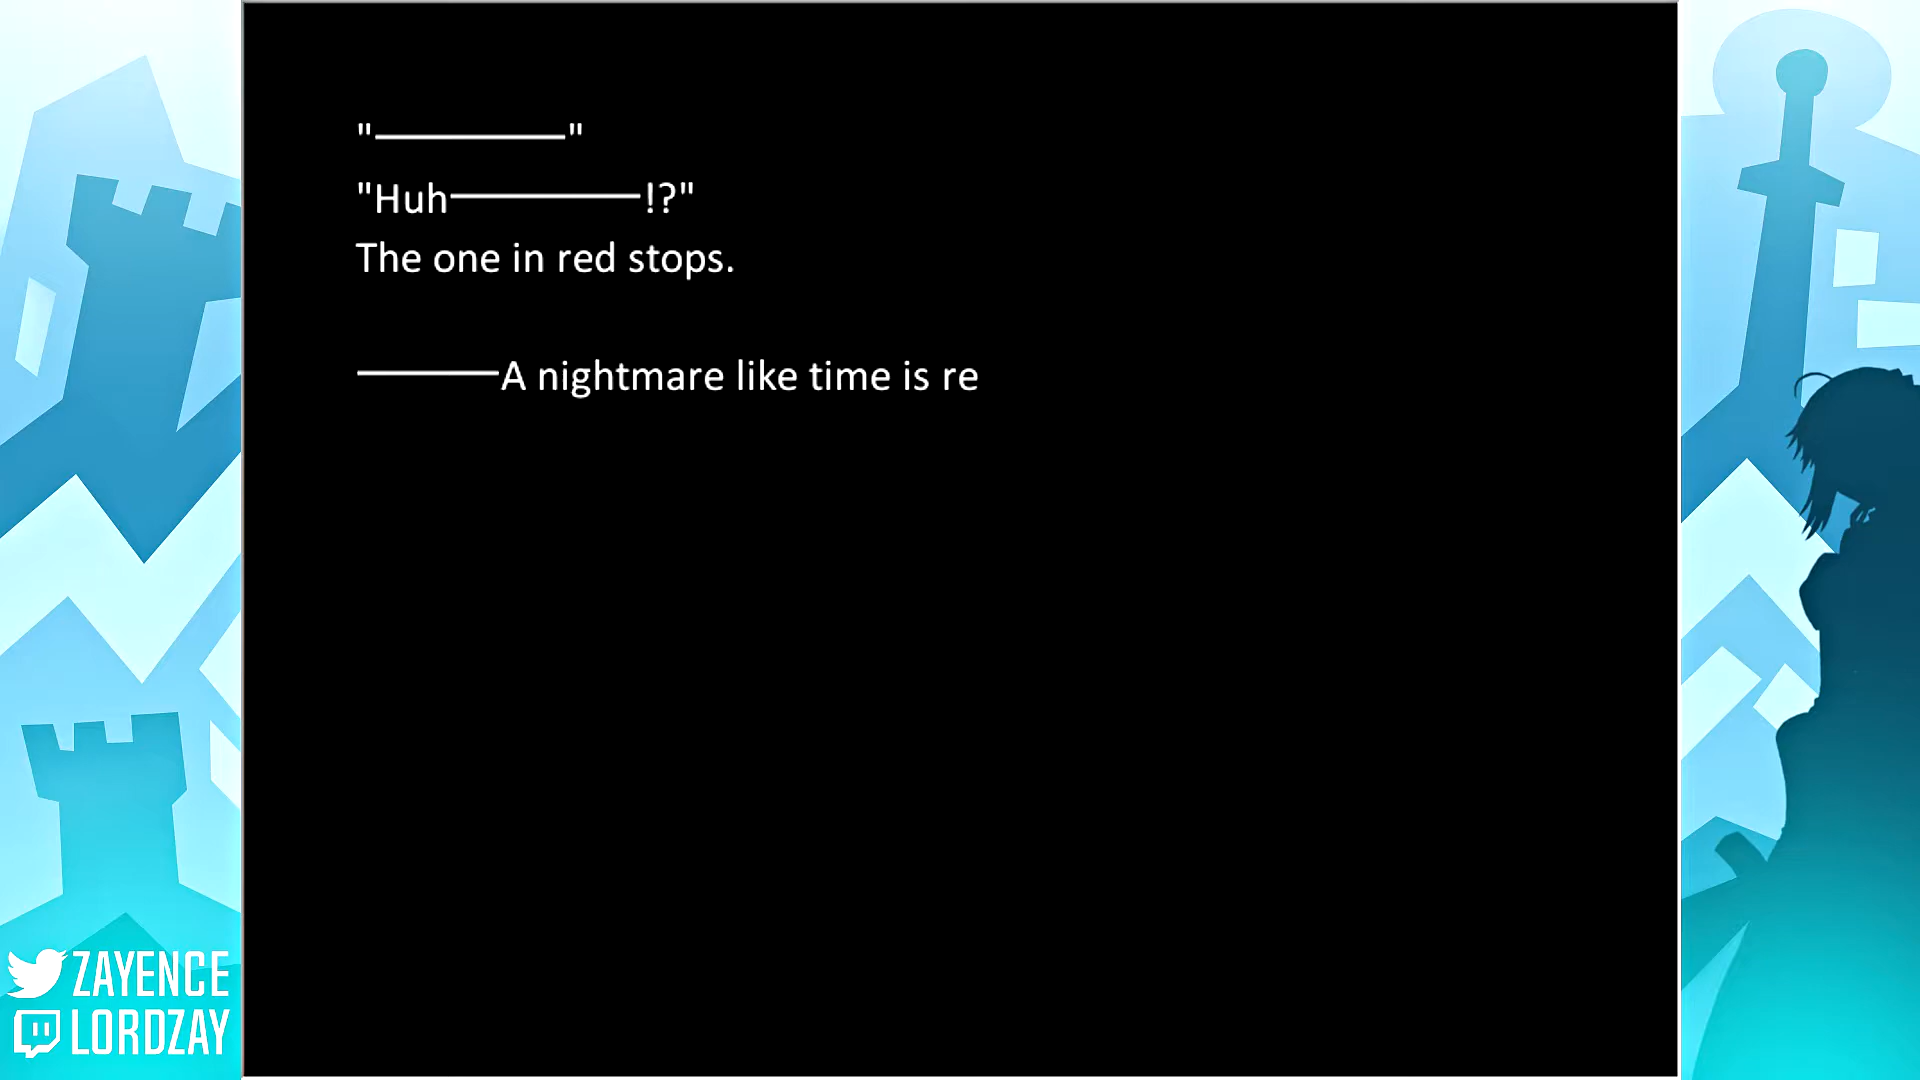 "————————"
"Huh————————!?"
The one in red stops.
——————A nightmare like time is re
ZAYENCE
LORDZAY